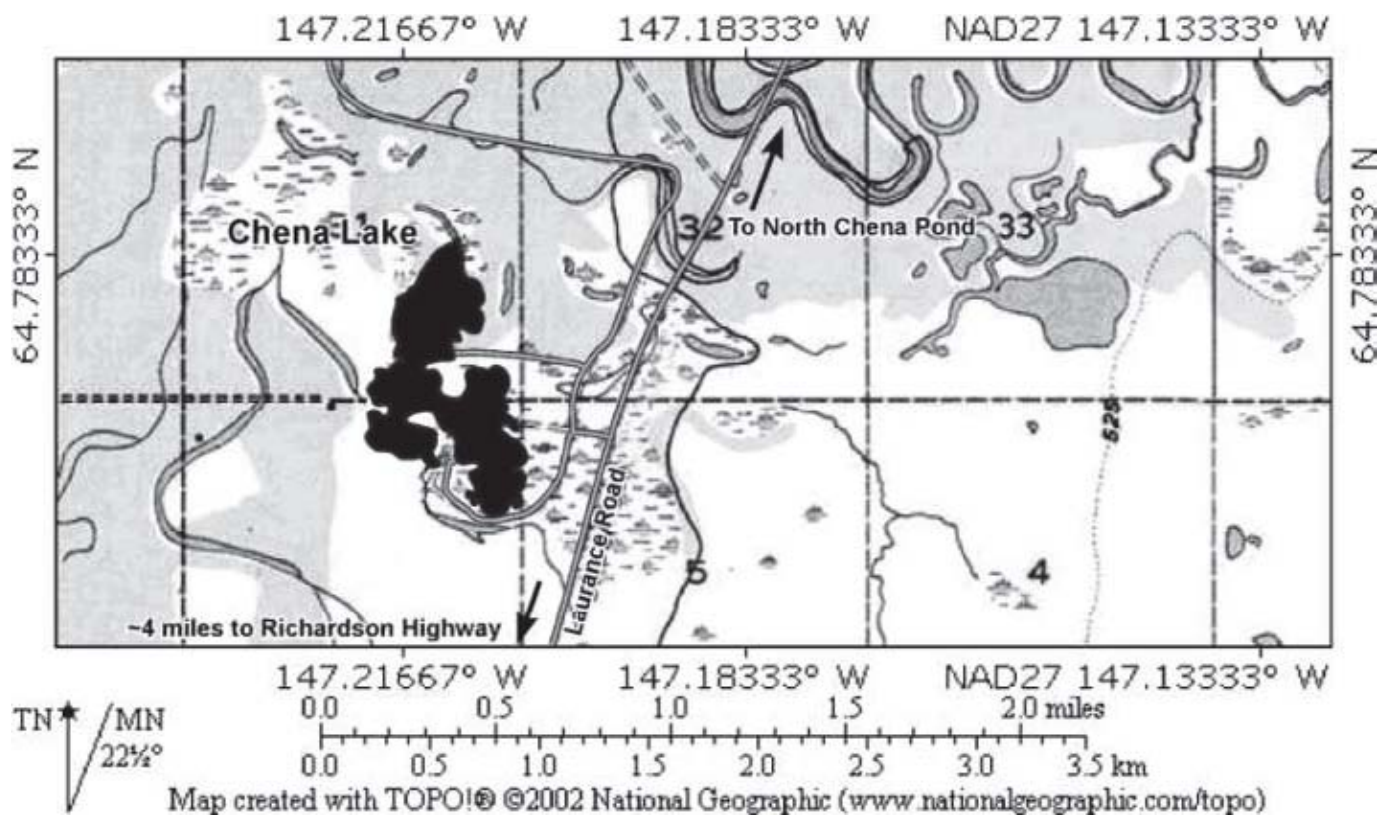 147.21667° W 147.18333° W NAD27 147.13333° W
64.78333° N
64.78333° N
Chena Lake
32
To North Chena Pond
33
525
Laurance Road
5
4
~4 miles to Richardson Highway
147.21667° W 147.18333° W NAD27 147.13333° W
TN
MN
22½°
0.0 0.5 1.0 1.5 2.0 miles
0.0 0.5 1.0 1.5 2.0 2.5 3.0 3.5 km
Map created with TOPO!® ©2002 National Geographic (www.nationalgeographic.com/topo)